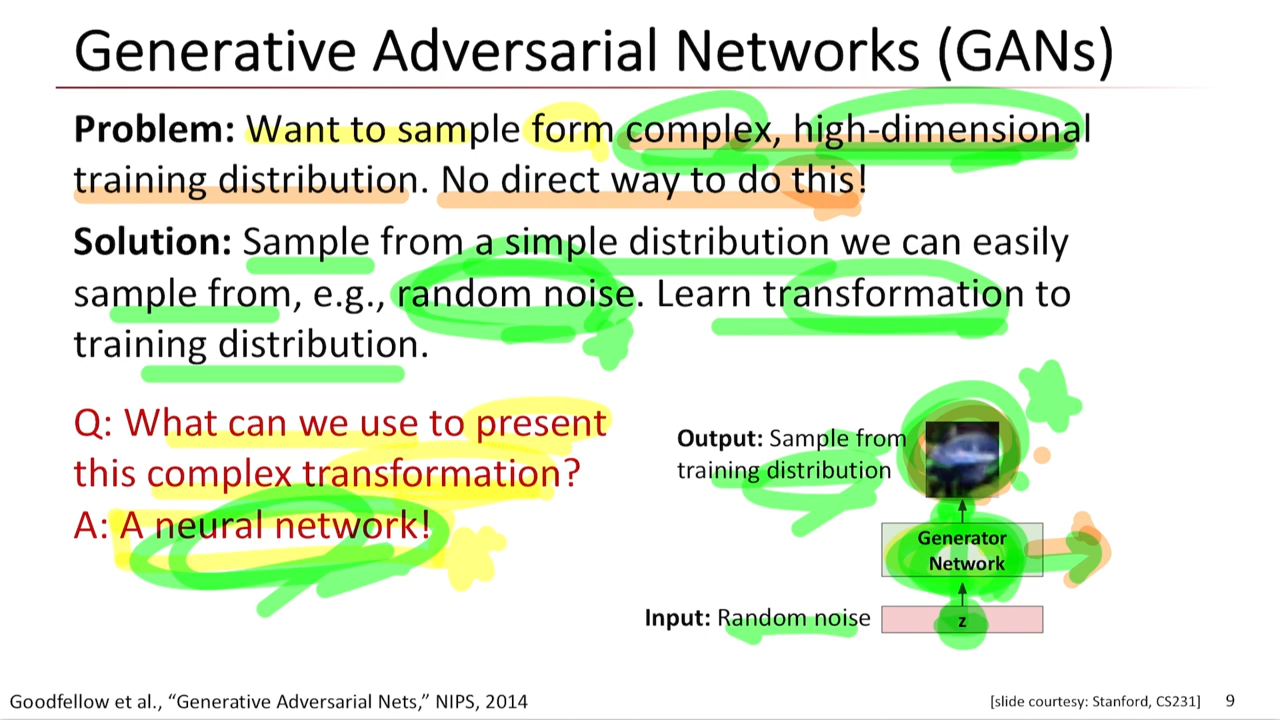 Generative Adversarial Networks (GANs)
Problem: Want to sample form complex, high-dimensional
training distribution. No direct way to do this!
Solution: Sample from a simple distribution we can easily
sample from, e.g., random noise. Learn transformation to
training distribution.
Q: What can we use to present
this complex transformation?
A: A neural network!
Output: Sample from
training distribution
Generator
Network
Input: Random noise
z
Goodfellow et al., “Generative Adversarial Nets,” NIPS, 2014
[slide courtesy: Stanford, CS231]
9